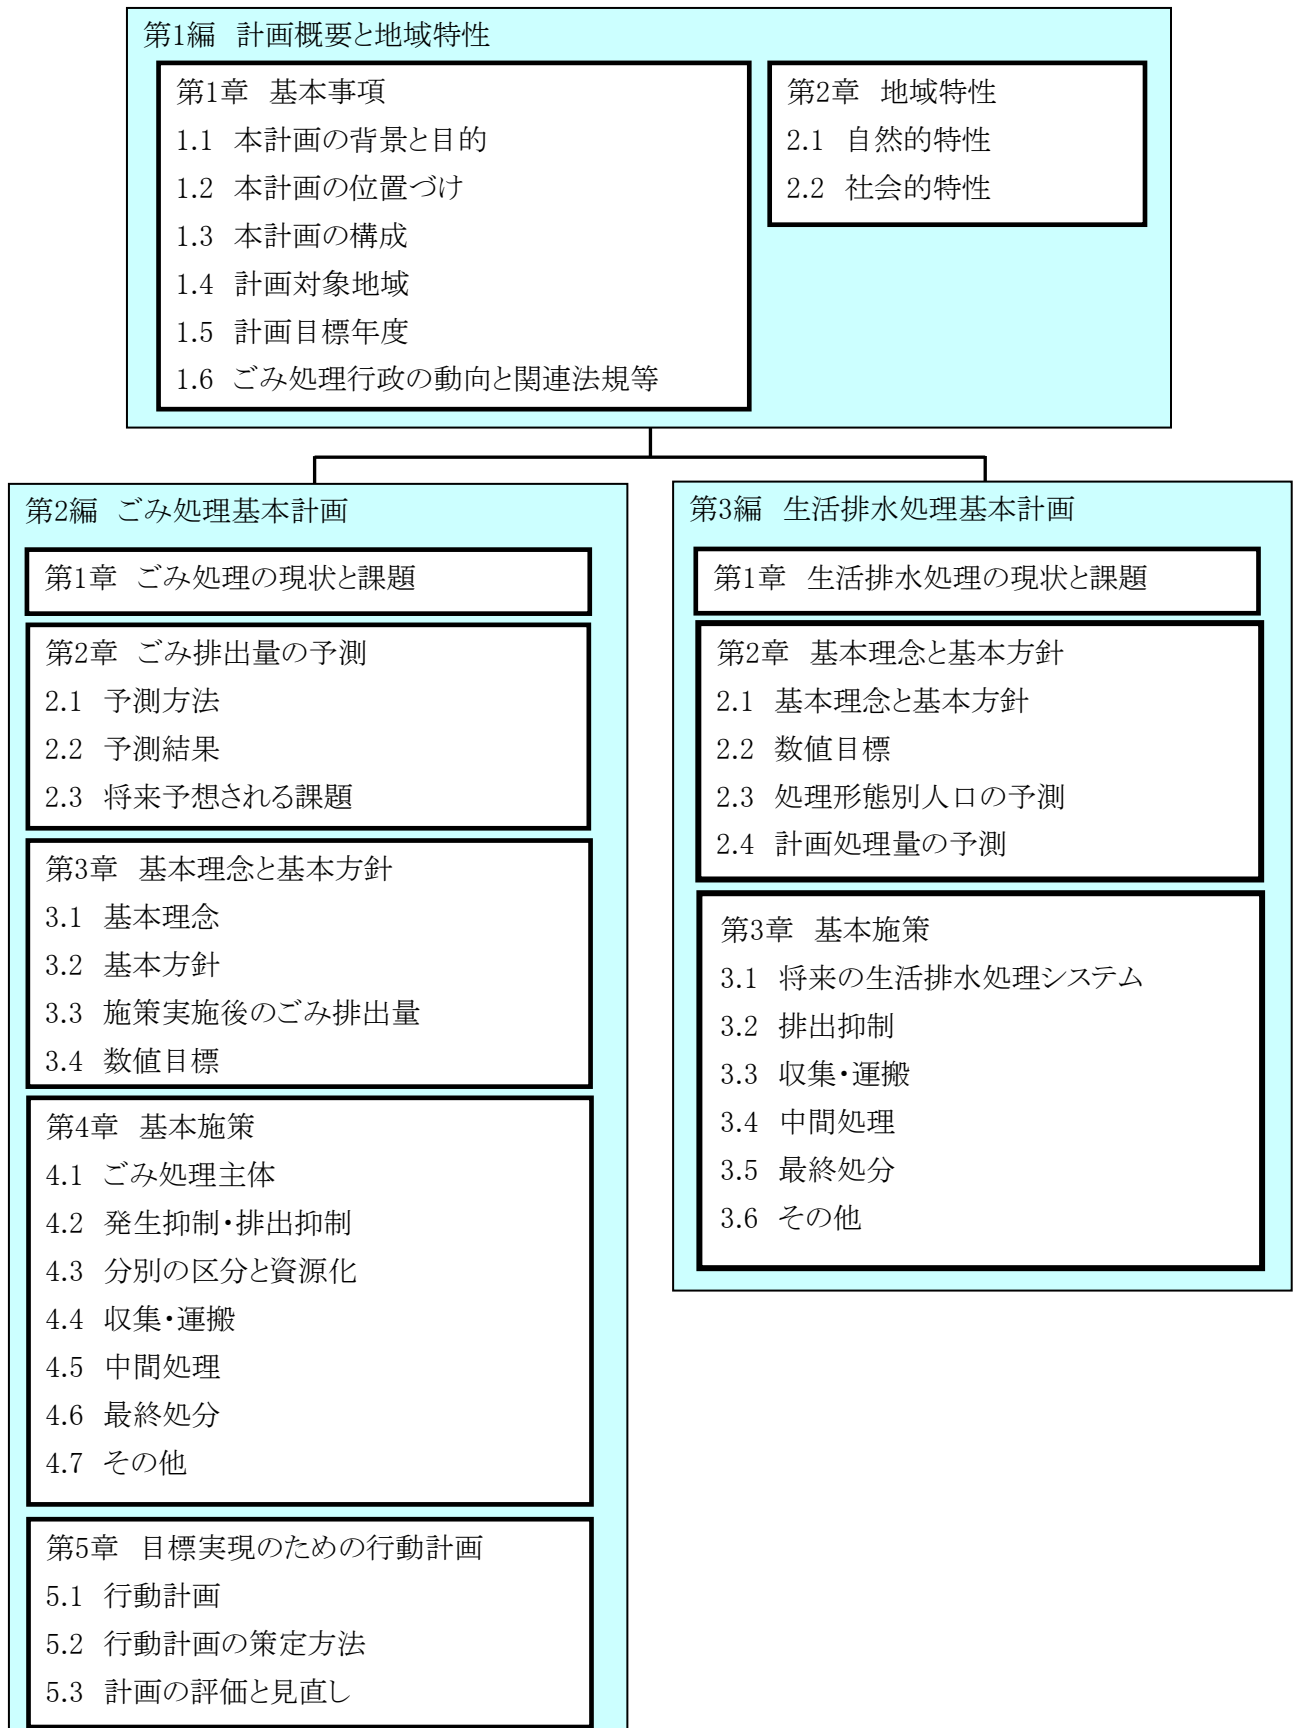 第1編 計画概要と地域特性
第1章 基本事項
1.1 本計画の背景と目的
1.2 本計画の位置づけ
1.3 本計画の構成
1.4 計画対象地域
1.5 計画目標年度
1.6 ごみ処理行政の動向と関連法規等
第2章 地域特性
2.1 自然的特性
2.2 社会的特性
第2編 ごみ処理基本計画
第1章 ごみ処理の現状と課題
第2章 ごみ排出量の予測
2.1 予測方法
2.2 予測結果
2.3 将来予想される課題
第3章 基本理念と基本方針
3.1 基本理念
3.2 基本方針
3.3 施策実施後のごみ排出量
3.4 数値目標
第4章 基本施策
4.1 ごみ処理主体
4.2 発生抑制・排出抑制
4.3 分別の区分と資源化
4.4 収集・運搬
4.5 中間処理
4.6 最終処分
4.7 その他
第5章 目標実現のための行動計画
5.1 行動計画
5.2 行動計画の策定方法
5.3 計画の評価と見直し
第3編 生活排水処理基本計画
第1章 生活排水処理の現状と課題
第2章 基本理念と基本方針
2.1 基本理念と基本方針
2.2 数値目標
2.3 処理形態別人口の予測
2.4 計画処理量の予測
第3章 基本施策
3.1 将来の生活排水処理システム
3.2 排出抑制
3.3 収集・運搬
3.4 中間処理
3.5 最終処分
3.6 その他